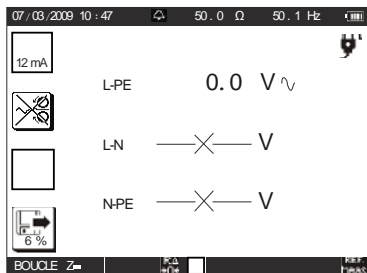 07/03/2009 10:47 50.0 Ω 50.1 Hz
12 mA
L-PE 0.0 V
L-N V
N-PE V
6 %
BOUCLE Z